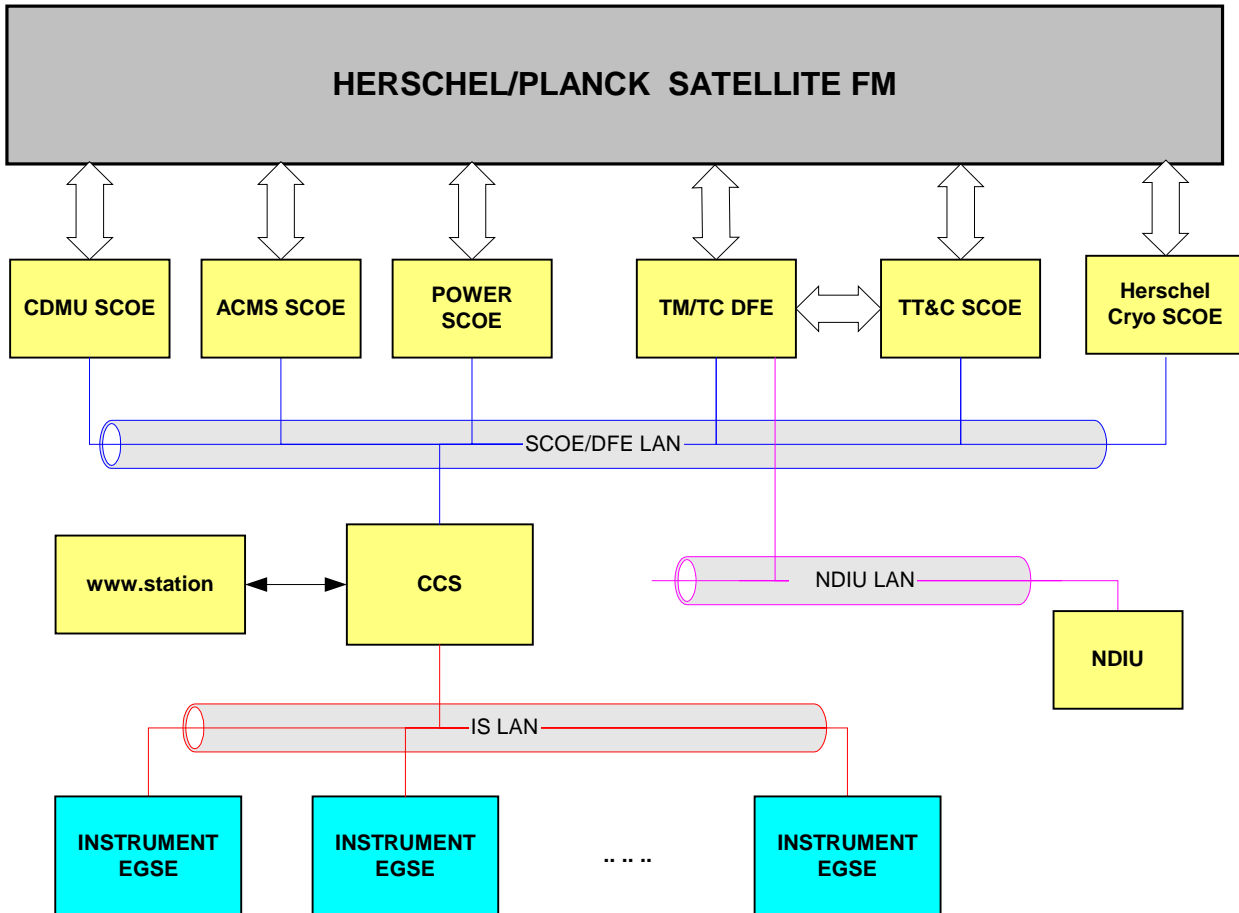 HERSCHEL/PLANCK SATELLITE FM
CDMU SCOE
ACMS SCOE
POWER
SCOE
TM/TC DFE
TT&C SCOE
Herschel
Cryo SCOE
SCOE/DFE LAN
www.station
CCS
NDIU LAN
NDIU
IS LAN
INSTRUMENT
EGSE
INSTRUMENT
EGSE
.. .. ..
INSTRUMENT
EGSE